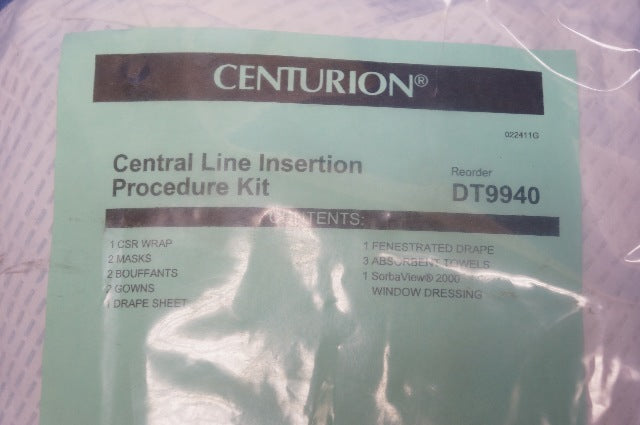 CENTURION®
022411G
Central Line Insertion
Procedure Kit
Reorder
DT9940
CONTENTS:
1 CSR WRAP
2 MASKS
2 BOUFFANTS
2 GOWNS
1 DRAPE SHEET
1 FENESTRATED DRAPE
3 ABSORBENT TOWELS
1 SorbaView® 2000
WINDOW DRESSING